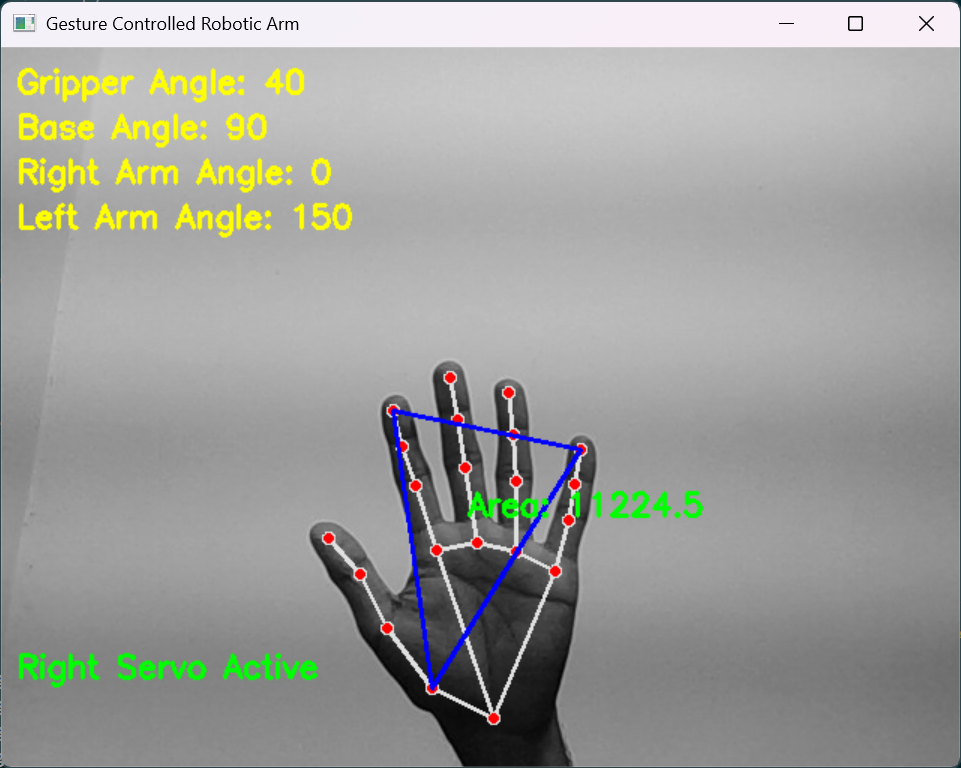 Gesture Controlled Robotic Arm
Gripper Angle: 40
Base Angle: 90
Right Arm Angle: 0
Left Arm Angle: 150
Area: 11224.5
Right Servo Active